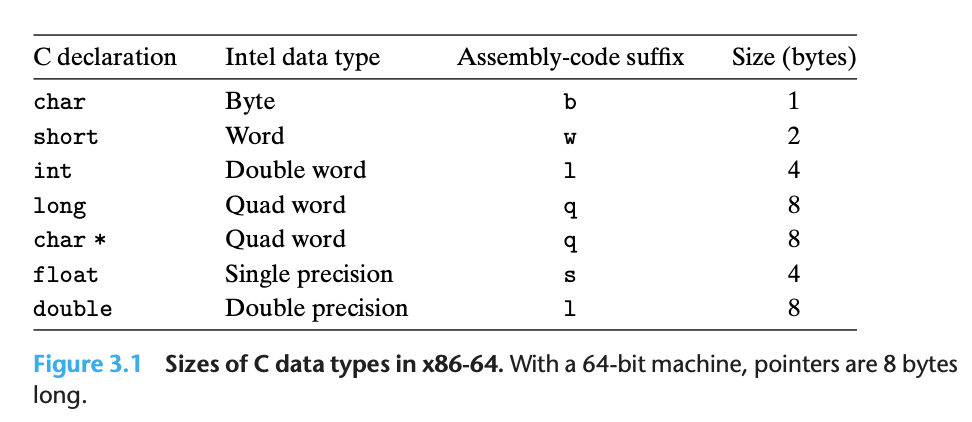 C declaration Intel data type Assembly-code suffix Size (bytes)
char Byte b 1
short Word w 2
int Double word l 4
long Quad word q 8
char * Quad word q 8
float Single precision s 4
double Double precision l 8
Figure 3.1 Sizes of C data types in x86-64. With a 64-bit machine, pointers are 8 bytes
long.